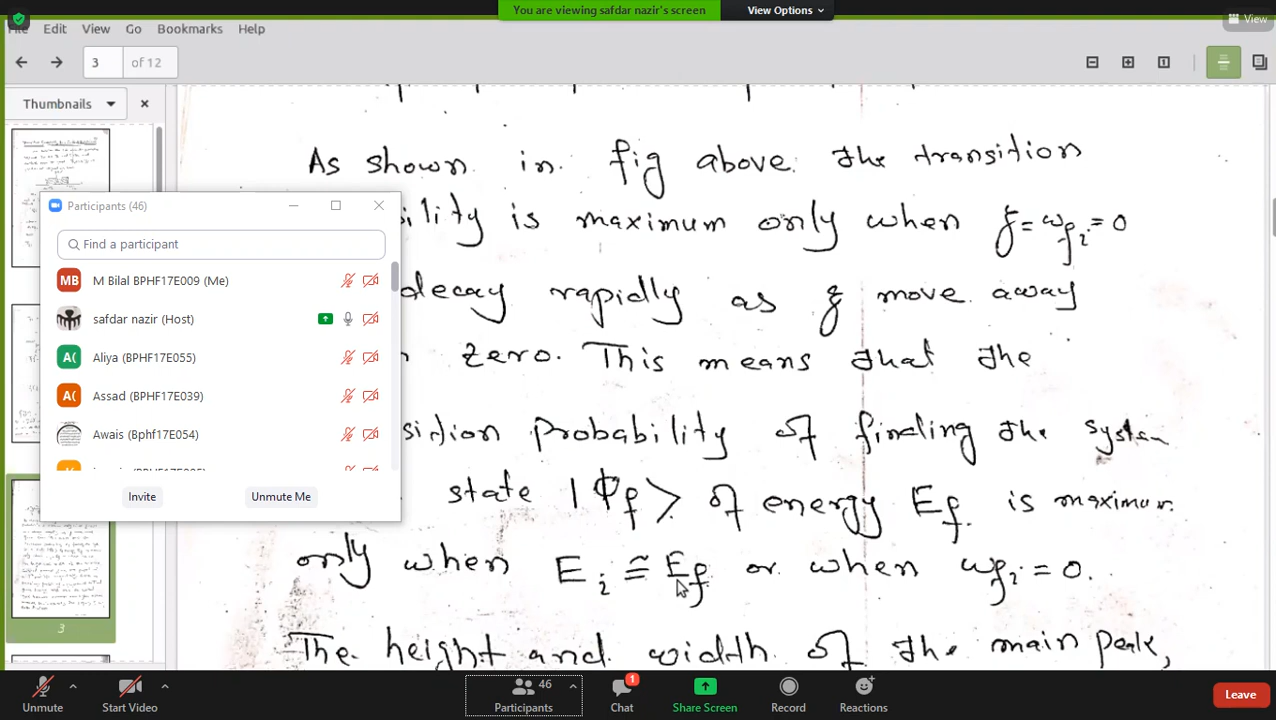 You are viewing safdar nazir's screen
View Options
View
File Edit View Go Bookmarks Help
3 of 12
Thumbnails
As shown in fig above. the transition
bility is maximum only when ƺ = ωfi = 0
decay rapidly as ƺ move away
zero. This means that the
sition probability of finding the system
state |Φf> of energy Ef is maximum
only when Ei ≅ Ef or when ωfi = 0.
The height and width of the main peak,
Participants (46)
Find a participant
MB M Bilal BPHF17E009 (Me)
safdar nazir (Host)
A( Aliya (BPHF17E055)
A( Assad (BPHF17E039)
Awais (Bphf17E054)
Invite Unmute Me
3
Unmute
Start Video
46
Participants
1
Chat
Share Screen
Record
Reactions
Leave